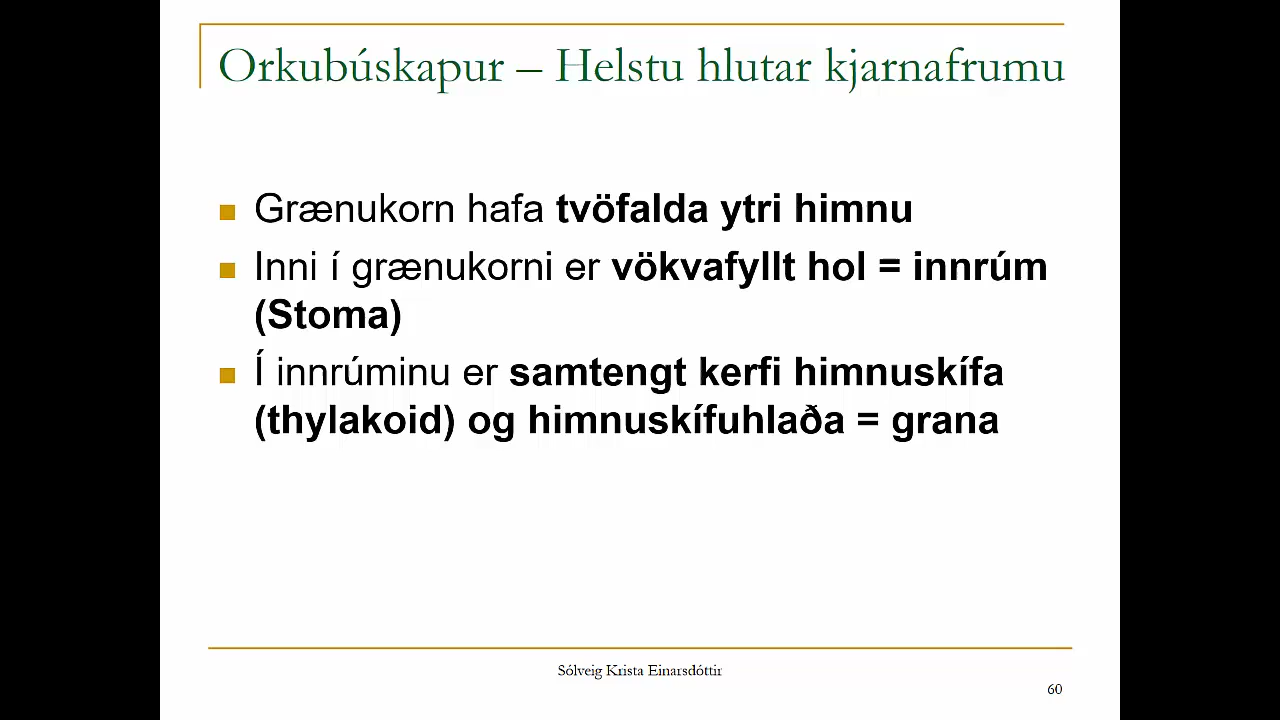 Orkubúskapur – Helstu hlutar kjarnafrumu
Grænukorn hafa tvöfalda ytri himnu
Inni í grænukorni er vökvafyllt hol = innrúm
(Stoma)
Í innrúminu er samtengt kerfi himnuskífa
(thylakoid) og himnuskífuhlaða = grana
Sólveig Krista Einarsdóttir
60